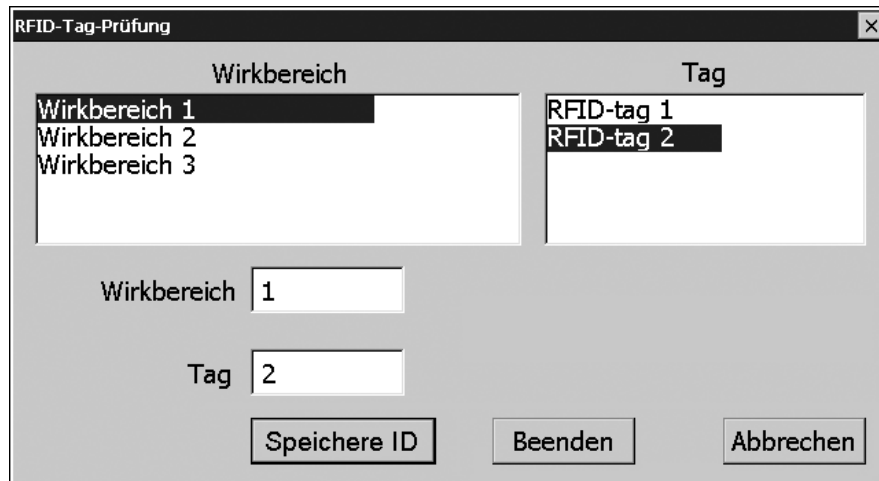 RFID-Tag-Prüfung
Wirkbereich
Wirkbereich 1
Wirkbereich 2
Wirkbereich 3
Tag
RFID-tag 1
RFID-tag 2
Wirkbereich 1
Tag 2
Speichere ID Beenden Abbrechen